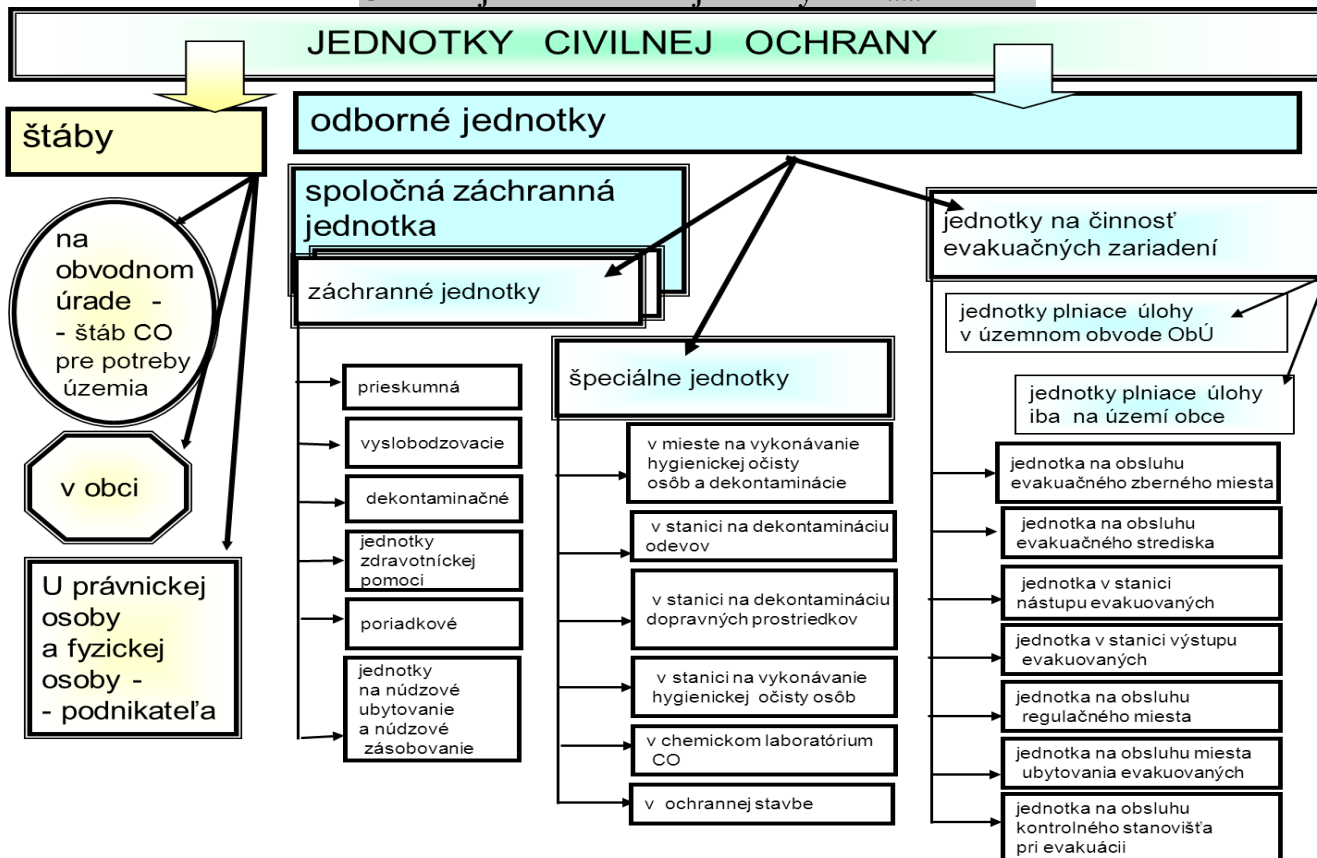 JEDNOTKY CIVILNEJ OCHRANY
štáby
na
obvodnom
úrade -
- štáb CO
pre potreby
územia
v obci
U právnickej
osoby
a fyzickej
osoby -
- podnikateľa
odborné jednotky
spoločná záchranná
jednotka
záchranné jednotky
prieskumná
vyslobodzovacie
dekontaminačné
jednotky
zdravotníckej
pomoci
poriadkové
jednotky
na núdzové
ubytovanie
a núdzové
zásobovanie
špeciálne jednotky
v mieste na vykonávanie
hygienickej očisty
osôb a dekontaminácie
v stanici na dekontamináciu
odevov
v stanici na dekontamináciu
dopravných prostriedkov
v stanici na vykonávanie
hygienickej očisty osôb
v chemickom laboratórium
CO
v ochrannej stavbe
jednotky na činnosť
evakuačných zariadení
jednotky plniace úlohy
v územnom obvode ObÚ
jednotky plniace úlohy
iba na území obce
jednotka na obsluhu
evakuačného zberného miesta
jednotka na obsluhu
evakuačného strediska
jednotka v stanici
nástupu evakuovaných
jednotka v stanici výstupu
evakuovaných
jednotka na obsluhu
regulačného miesta
jednotka na obsluhu miesta
ubytovania evakuovaných
jednotka na obsluhu
kontrolného stanovišťa
pri evakuácii